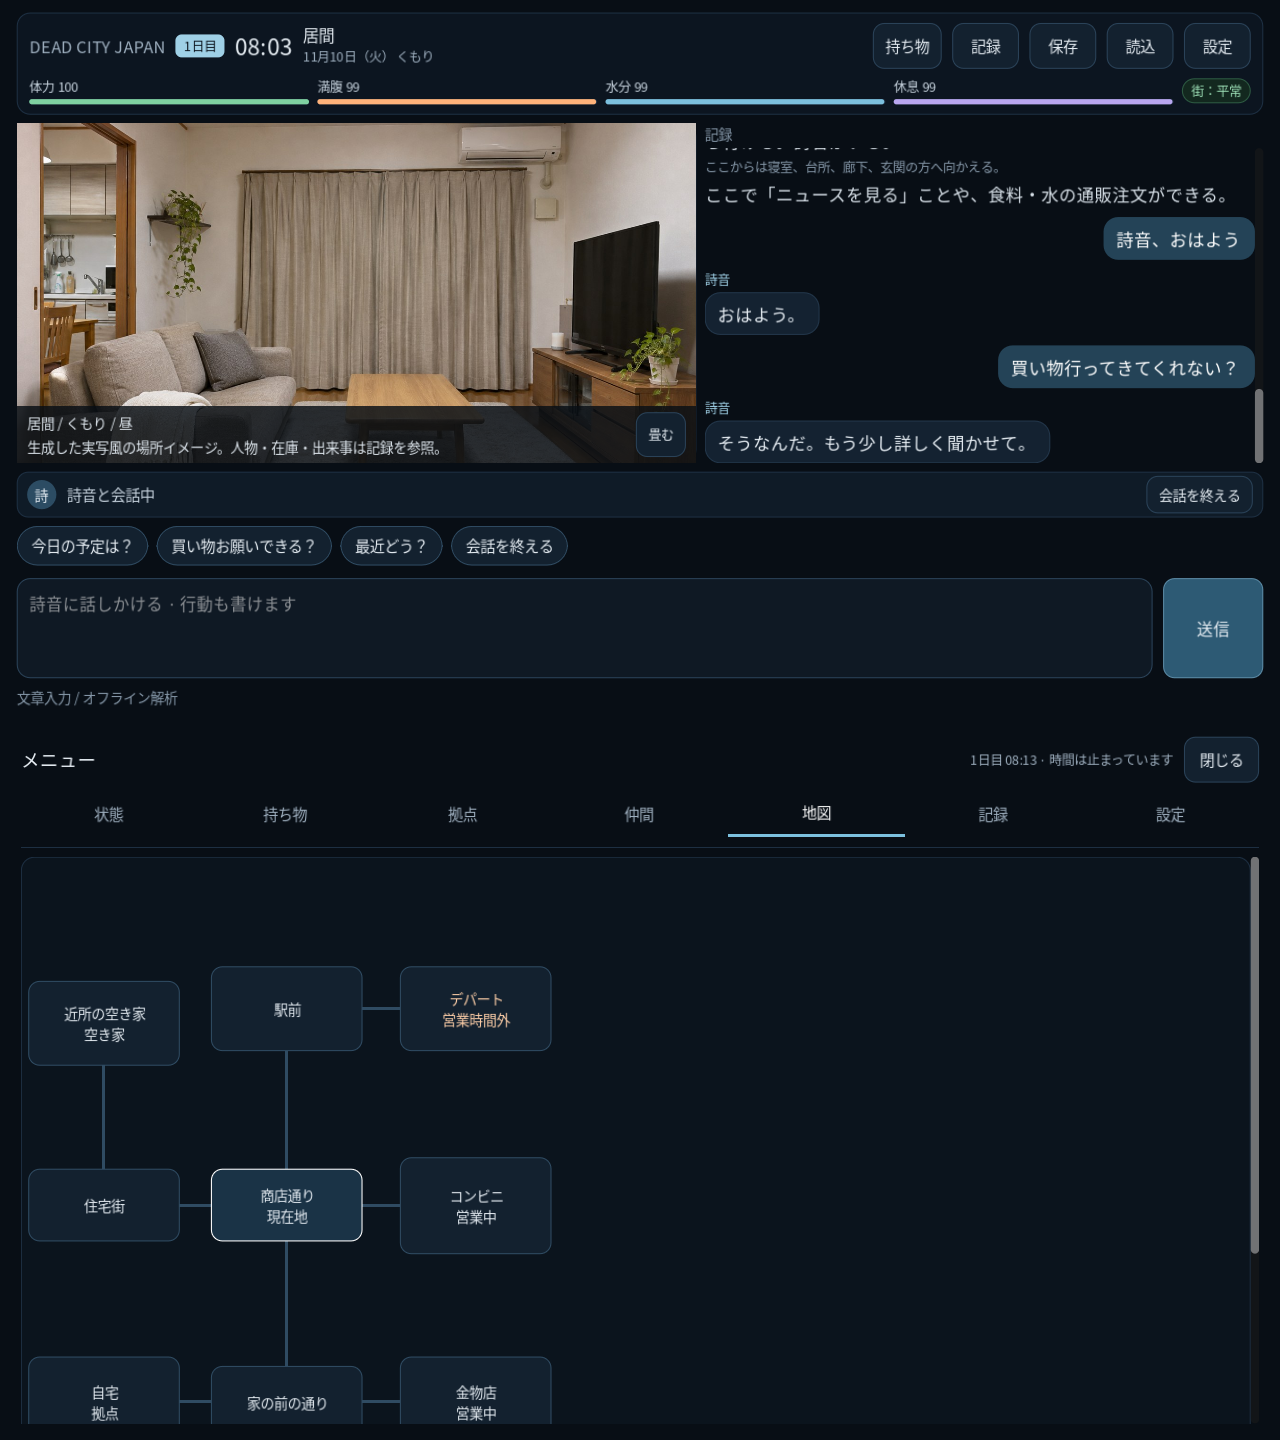 DEAD CITY JAPAN
1日目
08:03
居間
11月10日（火） くもり
持ち物
記録
保存
読込
設定
体力 100
満腹 99
水分 99
休息 99
街：平常
記録
ここからは寝室、台所、廊下、玄関の方へ向かえる。
ここで「ニュースを見る」ことや、食料・水の通販注文ができる。
詩音、おはよう
詩音
おはよう。
買い物行ってきてくれない？
詩音
そうなんだ。もう少し詳しく聞かせて。
居間 / くもり / 昼
生成した実写風の場所イメージ。人物・在庫・出来事は記録を参照。
畳む
詩
詩音と会話中
会話を終える
今日の予定は？
買い物お願いできる？
最近どう？
会話を終える
詩音に話しかける · 行動も書けます
送信
文章入力 / オフライン解析
メニュー
1日目 08:13 · 時間は止まっています
閉じる
状態
持ち物
拠点
仲間
地図
記録
設定
近所の空き家
空き家
駅前
デパート
営業時間外
住宅街
商店通り
現在地
コンビニ
営業中
自宅
拠点
家の前の通り
金物店
営業中